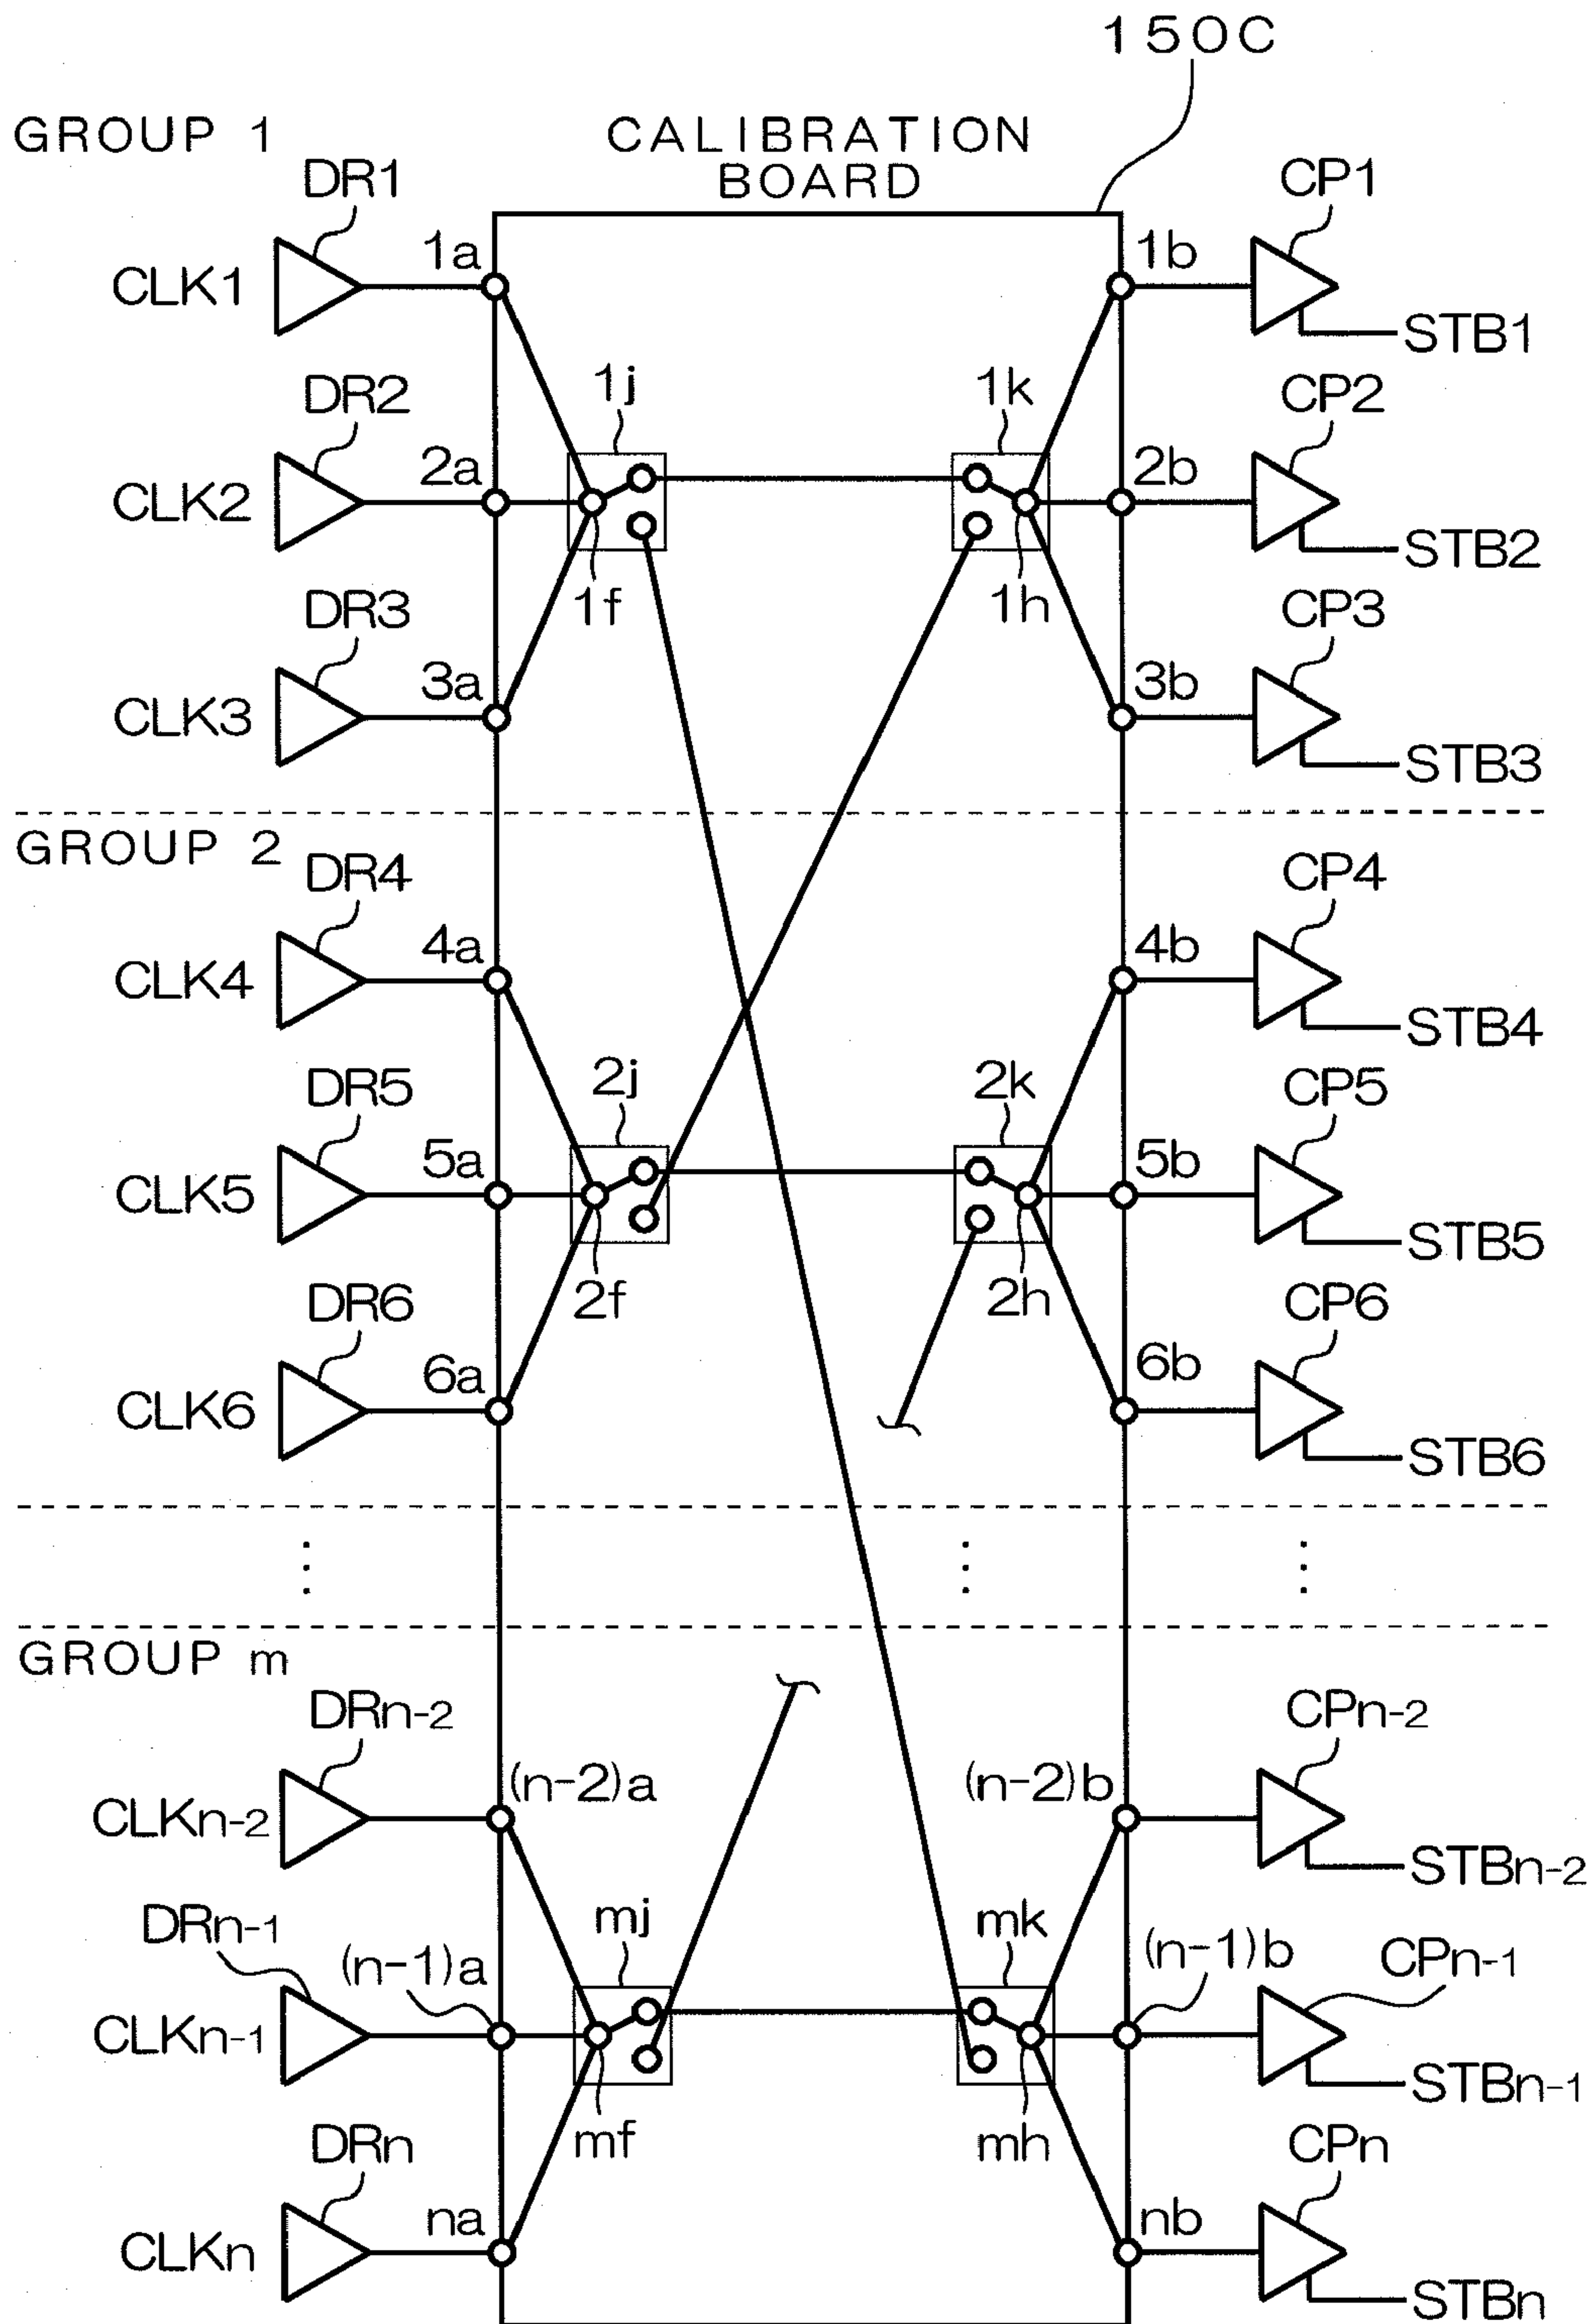 150C
GROUP 1
CALIBRATION
BOARD
DR1
CP1
1a
1b
CLK1
STB1
DR2
1j
1k
CP2
2a
2b
CLK2
STB2
DR3
1f
1h
CP3
3a
3b
CLK3
STB3
GROUP 2
DR4
CP4
4a
4b
CLK4
STB4
DR5
2j
2k
CP5
5a
5b
CLK5
STB5
DR6
2f
2h
CP6
6a
6b
CLK6
STB6
GROUP m
DRn-2
CPn-2
(n-2)a
(n-2)b
CLKn-2
STBn-2
DRn-1
mj
mk
(n-1)a
(n-1)b
CPn-1
CLKn-1
STBn-1
DRn
mf
mh
CPn
na
nb
CLKn
STBn